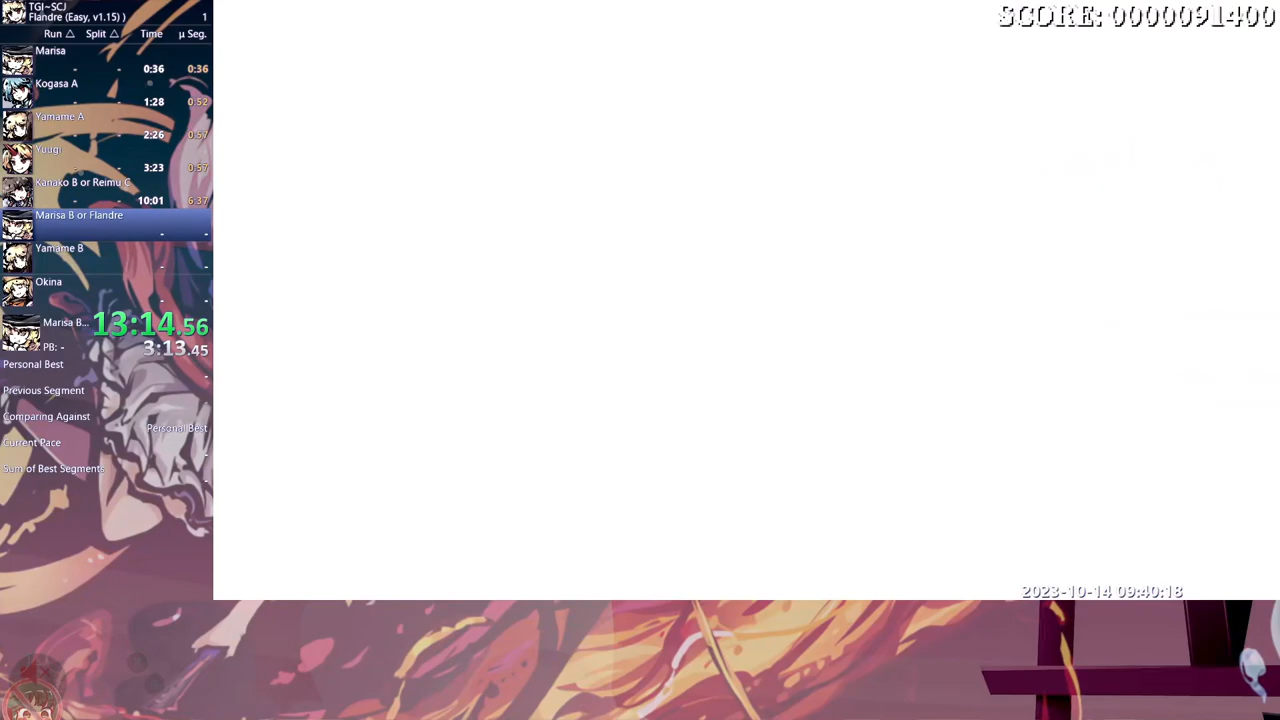 TGI~SCJ
Flandre (Easy, v1.15) ) 1
Run △ Split △ Time µ Seg.
Marisa
- - 0:36 0:36
Kogasa A
- - 1:28 0:52
Yamame A
- - 2:26 0:57
Yuugi
- - 3:23 0:57
Kanako B or Reimu C
- - 10:01 6:37
Marisa B or Flandre
- -
Yamame B
- -
Okina
- -
Marisa B... 13:14.56
PB: - 3:13.45
Personal Best
-
Previous Segment
-
Comparing Against
Personal Best
Current Pace
-
Sum of Best Segments
-
SCORE: 0000091400
2023-10-14 09:40:18